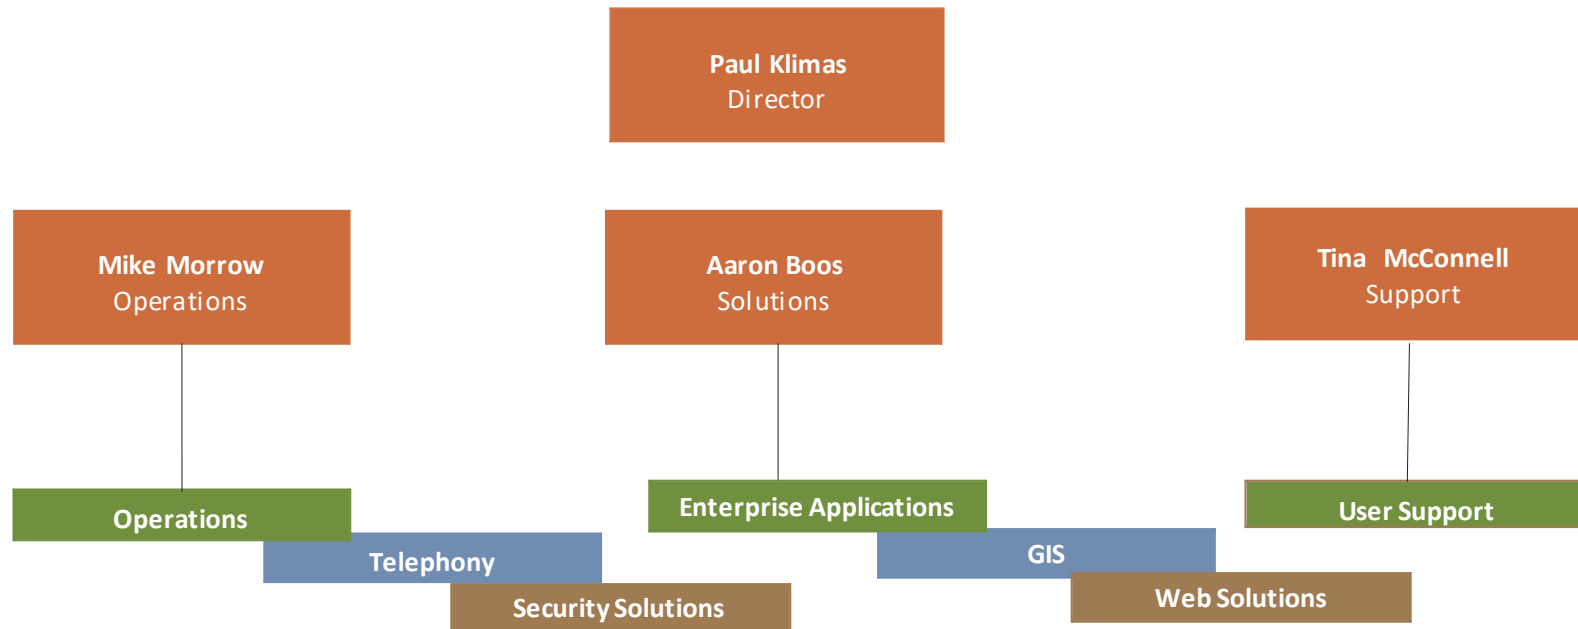 Paul Klimas
Director
Mike Morrow
Operations
Aaron Boos
Solutions
Tina McConnell
Support
Operations
Telephony
Security Solutions
Enterprise Applications
GIS
Web Solutions
User Support